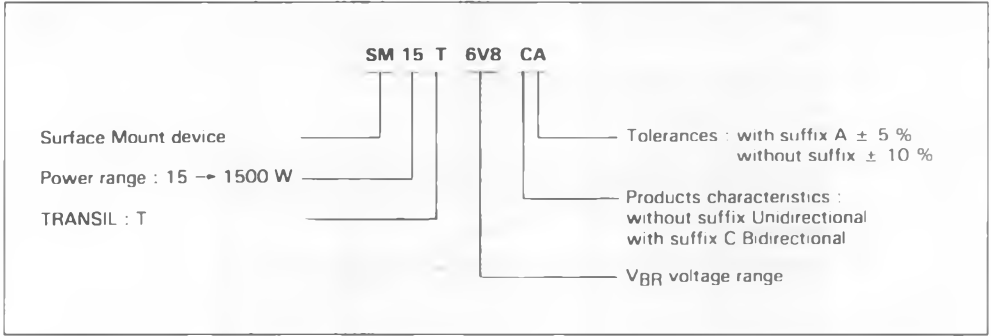 SM 15 T 6V8 CA
Surface Mount device
Power range : 15 → 1500 W
TRANSIL : T
Tolerances : with suffix A ± 5 %
without suffix ± 10 %
Products characteristics :
without suffix Unidirectional
with suffix C Bidirectional
VBR voltage range